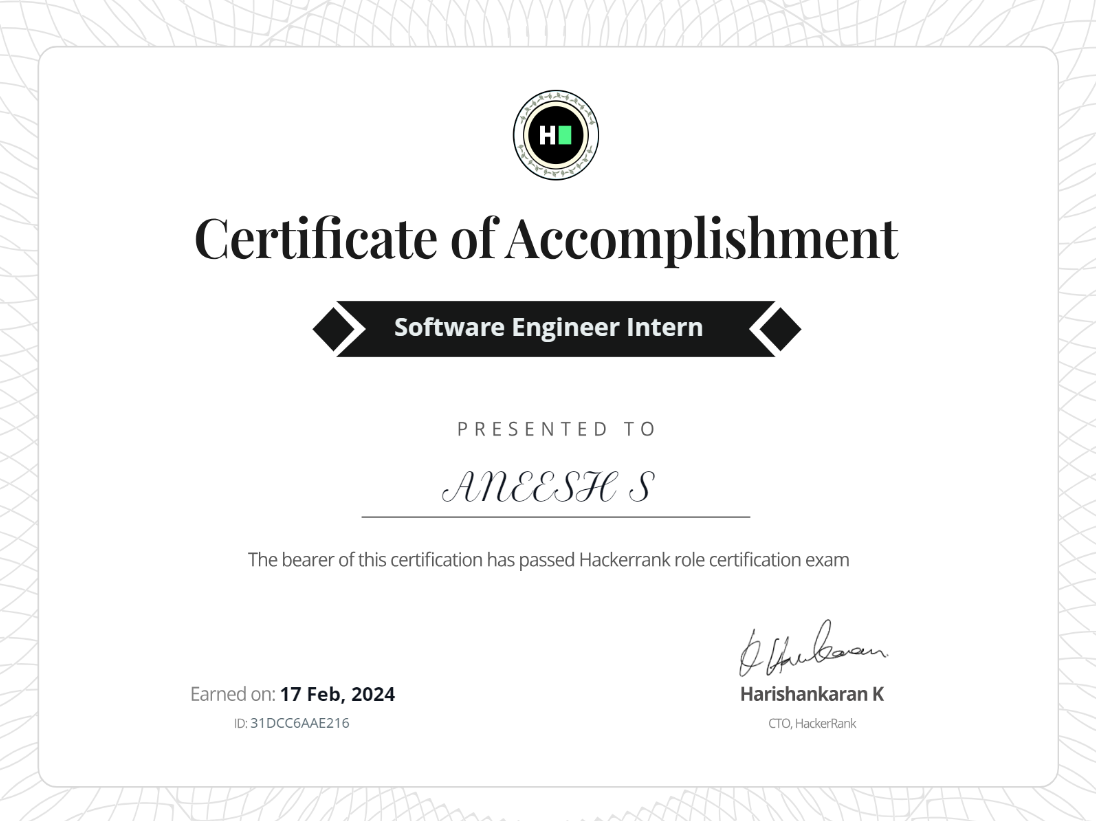 H
Certificate of Accomplishment
Software Engineer Intern
PRESENTED TO
ANEESH S
The bearer of this certification has passed Hackerrank role certification exam
Earned on: 17 Feb, 2024
ID: 31DCC6AAE216
Harishankaran K
CTO, HackerRank